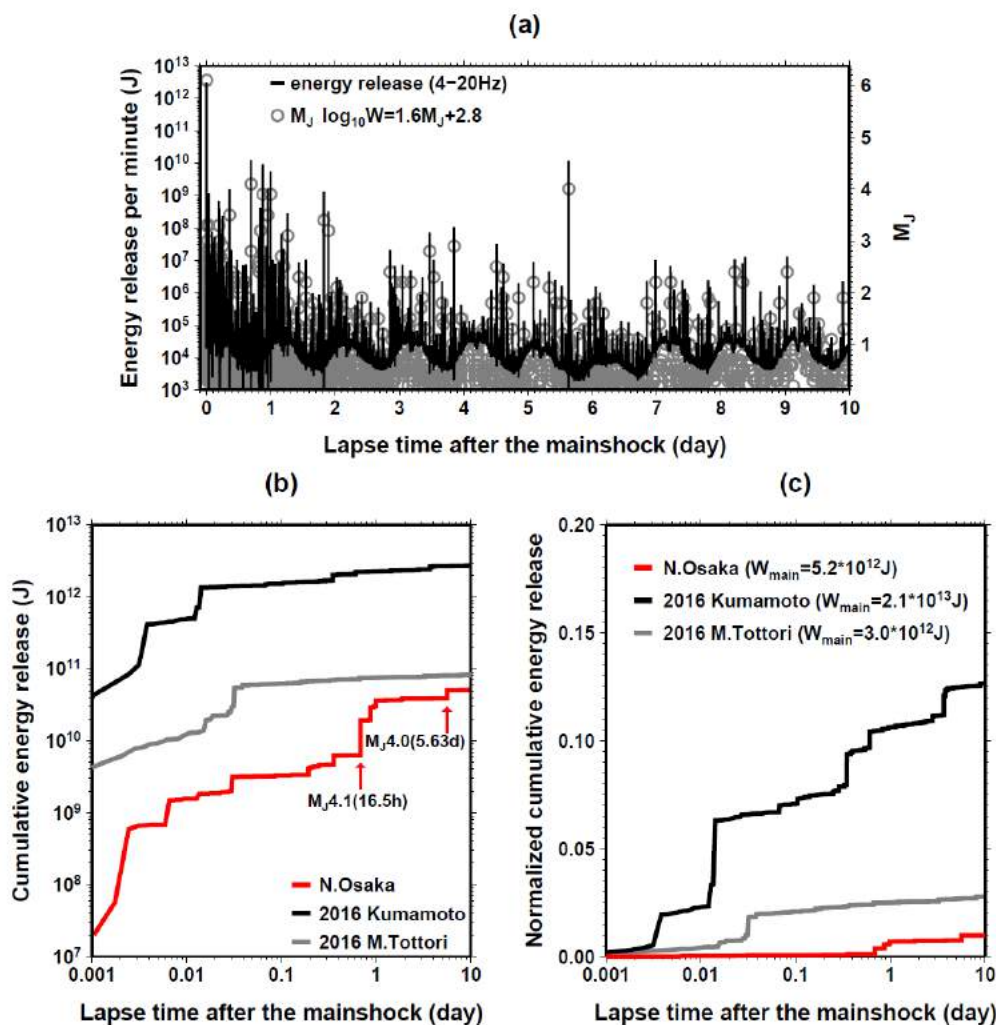 (a)
10¹³
10¹²
10¹¹
10¹⁰
10⁹
10⁸
10⁷
10⁶
10⁵
10⁴
10³
Energy release per minute (J)
energy release (4−20Hz)
M_J log₁₀W=1.6M_J+2.8
6
5
4
3
2
1
M_J
0 1 2 3 4 5 6 7 8 9 10
Lapse time after the mainshock (day)
(b)
10¹³
10¹²
10¹¹
10¹⁰
10⁹
10⁸
10⁷
Cumulative energy release (J)
M_J4.0(5.63d)
M_J4.1(16.5h)
N.Osaka
2016 Kumamoto
2016 M.Tottori
0.001 0.01 0.1 1 10
Lapse time after the mainshock (day)
(c)
0.20
0.15
0.10
0.05
0.00
Normalized cumulative energy release
N.Osaka (W_main=5.2*10¹²J)
2016 Kumamoto (W_main=2.1*10¹³J)
2016 M.Tottori (W_main=3.0*10¹²J)
0.001 0.01 0.1 1 10
Lapse time after the mainshock (day)